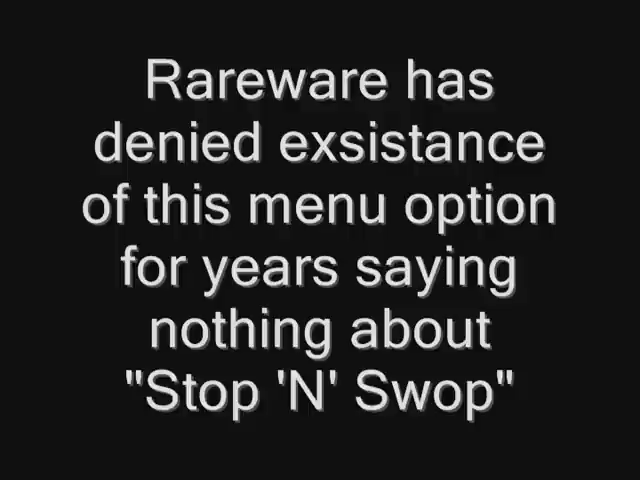 Rareware has
denied exsistance
of this menu option
for years saying
nothing about
"Stop 'N' Swop"